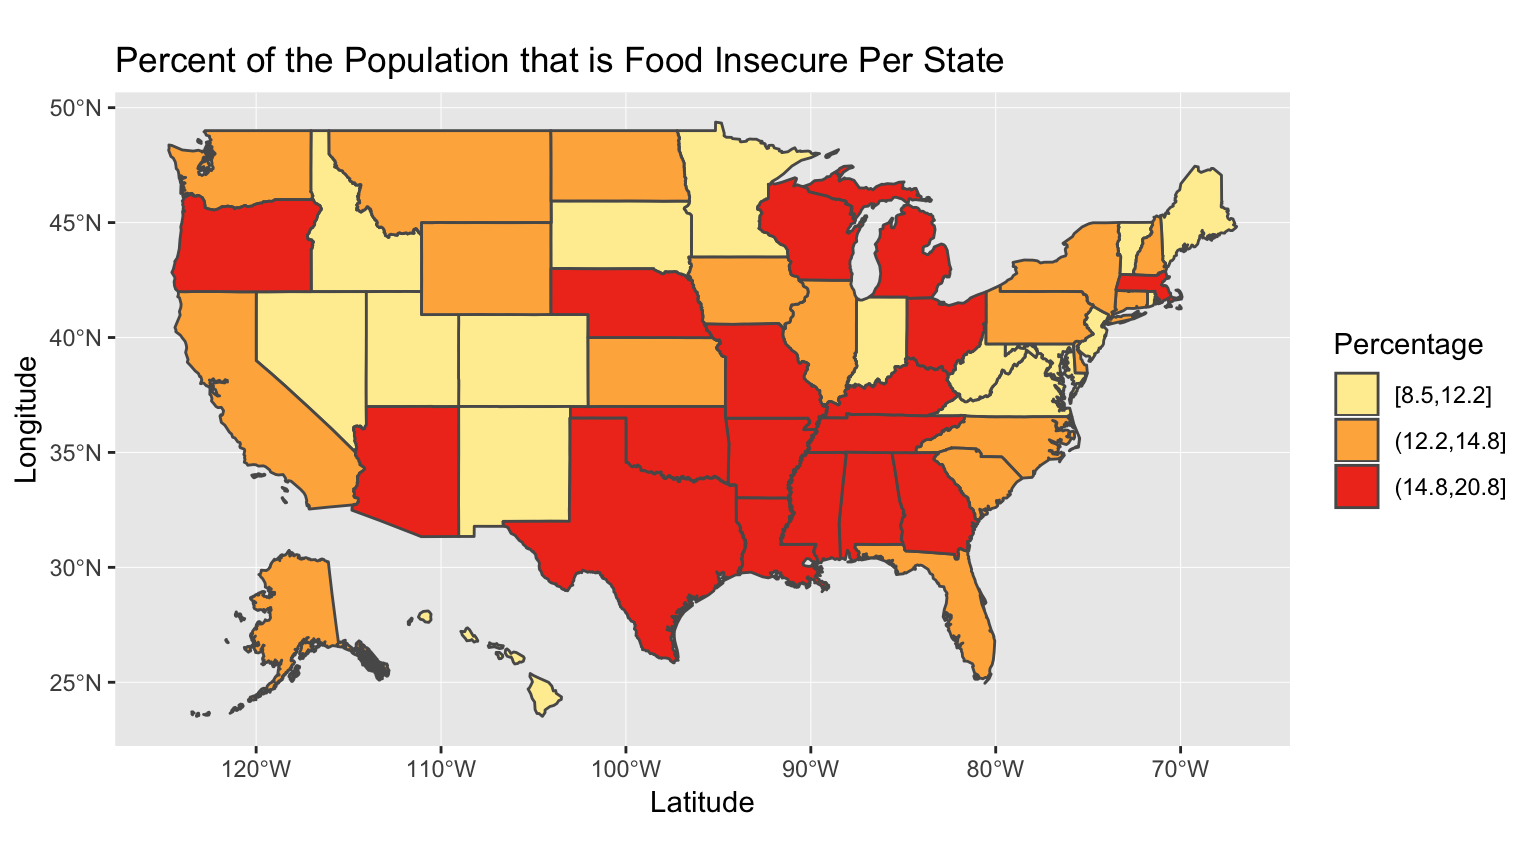 Percent of the Population that is Food Insecure Per State
50°N
45°N
40°N
35°N
30°N
25°N
Longitude
120°W 110°W 100°W 90°W 80°W 70°W
Latitude
Percentage
[8.5,12.2]
(12.2,14.8]
(14.8,20.8]